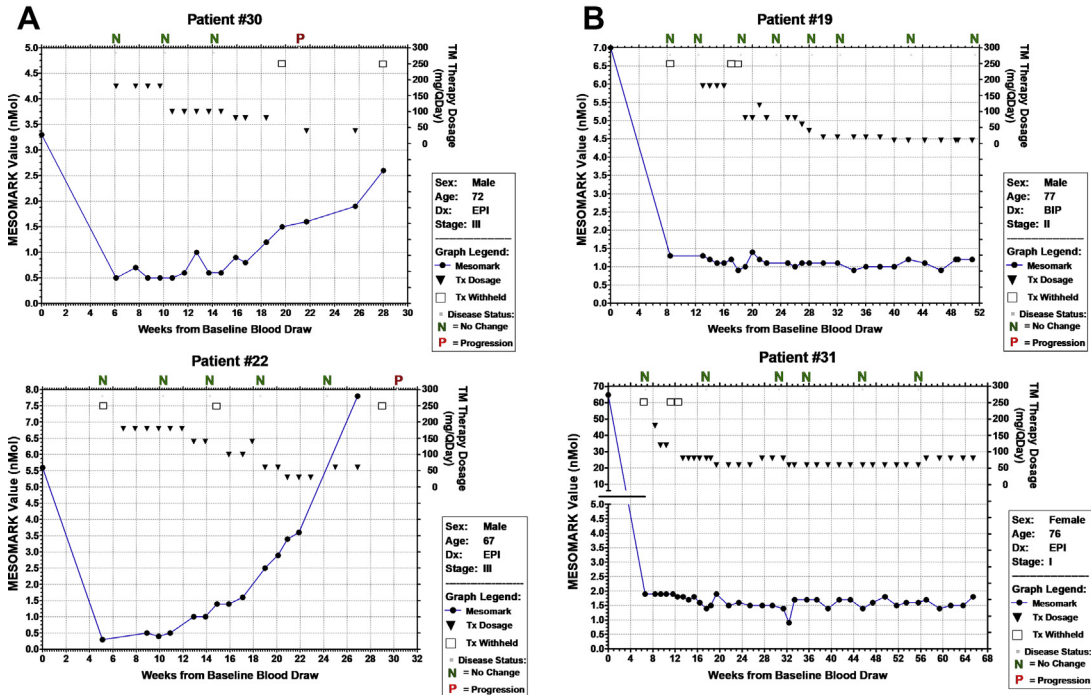 A
Patient #30
N N N P
MESOMARK Value (nMol)
5.0
4.5
4.0
3.5
3.0
2.5
2.0
1.5
1.0
0.5
0.0
0 2 4 6 8 10 12 14 16 18 20 22 24 26 28 30
Weeks from Baseline Blood Draw
300
250
200
150
100
50
0
TM Therapy Dosage
(mg/QDay)
Sex: Male
Age: 72
Dx: EPI
Stage: III
Graph Legend:
Mesomark
Tx Dosage
Tx Withheld
Disease Status:
N = No Change
P = Progression
B
Patient #19
N N N N N N N N
MESOMARK Value (nMol)
7.0
6.5
6.0
5.5
5.0
4.5
4.0
3.5
3.0
2.5
2.0
1.5
1.0
0.5
0.0
0 4 8 12 16 20 24 28 32 36 40 44 48 52
Weeks from Baseline Blood Draw
300
250
200
150
100
50
0
TM Therapy Dosage
(mg/QDay)
Sex: Male
Age: 77
Dx: BIP
Stage: II
Graph Legend:
Mesomark
Tx Dosage
Tx Withheld
Disease Status:
N = No Change
P = Progression
Patient #22
N N N N N P
MESOMARK Value (nMol)
8.0
7.5
7.0
6.5
6.0
5.5
5.0
4.5
4.0
3.5
3.0
2.5
2.0
1.5
1.0
0.5
0.0
0 2 4 6 8 10 12 14 16 18 20 22 24 26 28 30 32
Weeks from Baseline Blood Draw
300
250
200
150
100
50
0
TM Therapy Dosage
(mg/QDay)
Sex: Male
Age: 67
Dx: EPI
Stage: III
Graph Legend:
Mesomark
Tx Dosage
Tx Withheld
Disease Status:
N = No Change
P = Progression
Patient #31
N N N N N N
MESOMARK Value (nMol)
70
60
50
40
30
20
10
5.0
4.5
4.0
3.5
3.0
2.5
2.0
1.5
1.0
0.5
0.0
0 4 8 12 16 20 24 28 32 36 40 44 48 52 56 60 64 68
Weeks from Baseline Blood Draw
300
250
200
150
100
50
0
TM Therapy Dosage
(mg/QDay)
Sex: Female
Age: 76
Dx: EPI
Stage: I
Graph Legend:
Mesomark
Tx Dosage
Tx Withheld
Disease Status:
N = No Change
P = Progression